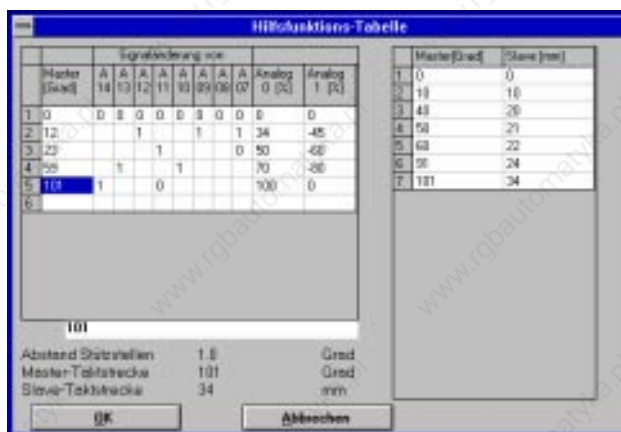 Hilfsfunktions-Tabelle
Signaländerung von:
Master [Grad] A 14 A 13 A 12 A 11 A 10 A 09 A 08 A 07 Analog 0 [%] Analog 1 [%]
1 0 0 0 0 0 0 0 0 0 0 0
2 12 1 1 1 34 -45
3 23 1 0 50 -60
4 59 1 1 70 -80
5 101 1 0 100 0
6
101
Abstand Stützstellen 1.0 Grad
Master-Taktstrecke 101 Grad
Slave-Taktstrecke 34 mm
OK Abbrechen
Master[Grad] Slave [mm]
1 0 0
2 10 10
3 40 20
4 50 21
5 60 22
6 91 24
7 101 34
www.rgbautomatyka.pl